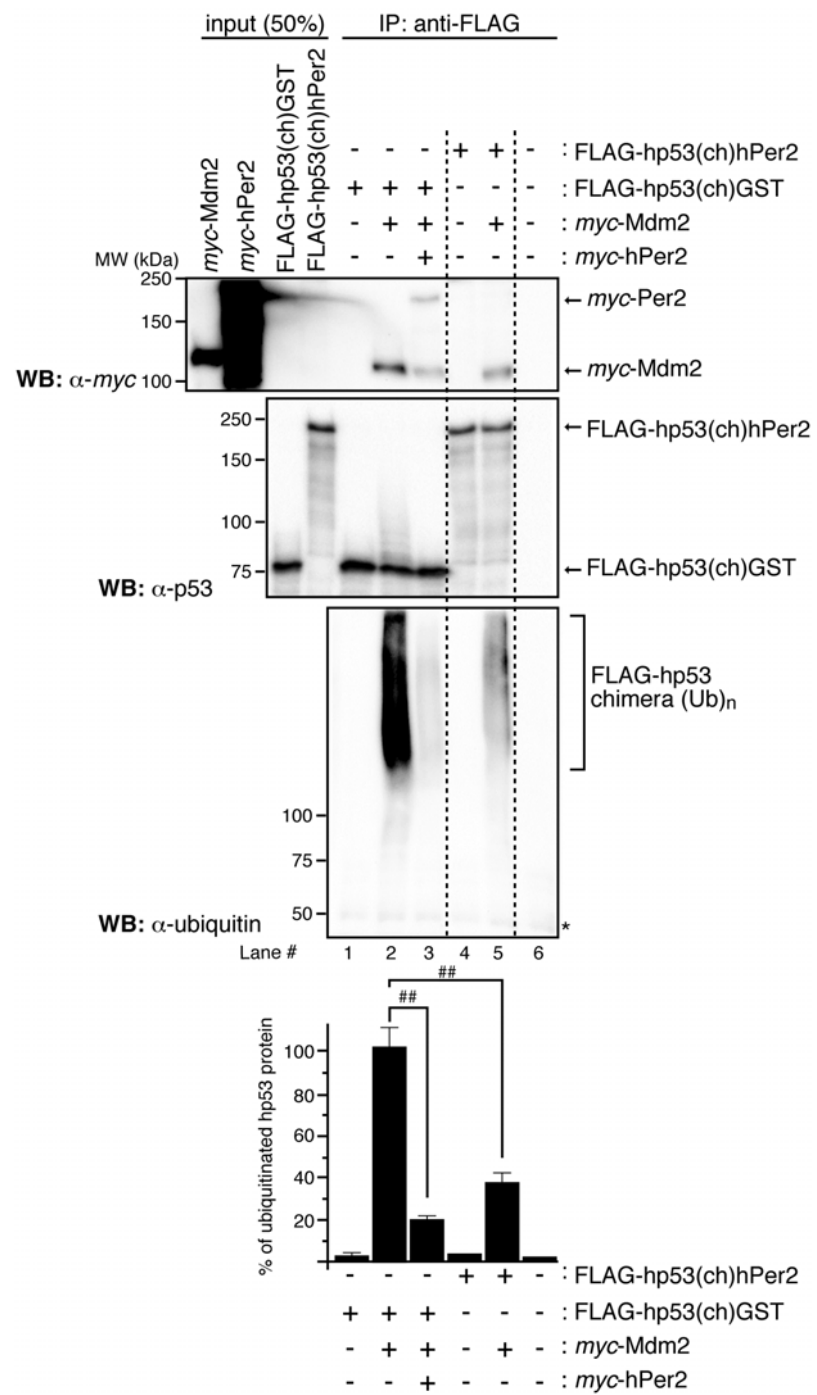 input (50%) IP: anti-FLAG
myc-Mdm2
myc-hPer2
FLAG-hp53(ch)GST
FLAG-hp53(ch)hPer2
- - - + + - : FLAG-hp53(ch)hPer2
+ + + - - - : FLAG-hp53(ch)GST
- + + - + - : myc-Mdm2
- - + - - - : myc-hPer2
MW (kDa)
250
150
100
← myc-Per2
← myc-Mdm2
WB: α-myc
250
150
100
75
← FLAG-hp53(ch)hPer2
← FLAG-hp53(ch)GST
WB: α-p53
FLAG-hp53
chimera (Ub)n
100
75
50
*
WB: α-ubiquitin
Lane # 1 2 3 4 5 6
##
##
% of ubiquitinated hp53 protein
100
80
60
40
20
- - - + + - : FLAG-hp53(ch)hPer2
+ + + - - - : FLAG-hp53(ch)GST
- + + - + - : myc-Mdm2
- - + - - - : myc-hPer2